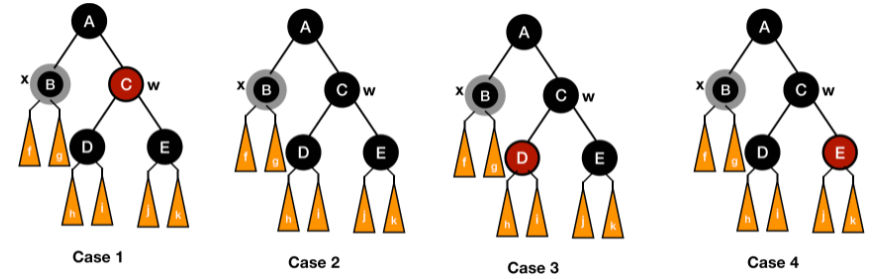 A
x B C w
D E
f g
h i j k
Case 1
A
x B C w
D E
f g
h i j k
Case 2
A
x B C w
D E
f g
h i j k
Case 3
A
x B C w
D E
f g
h i j k
Case 4